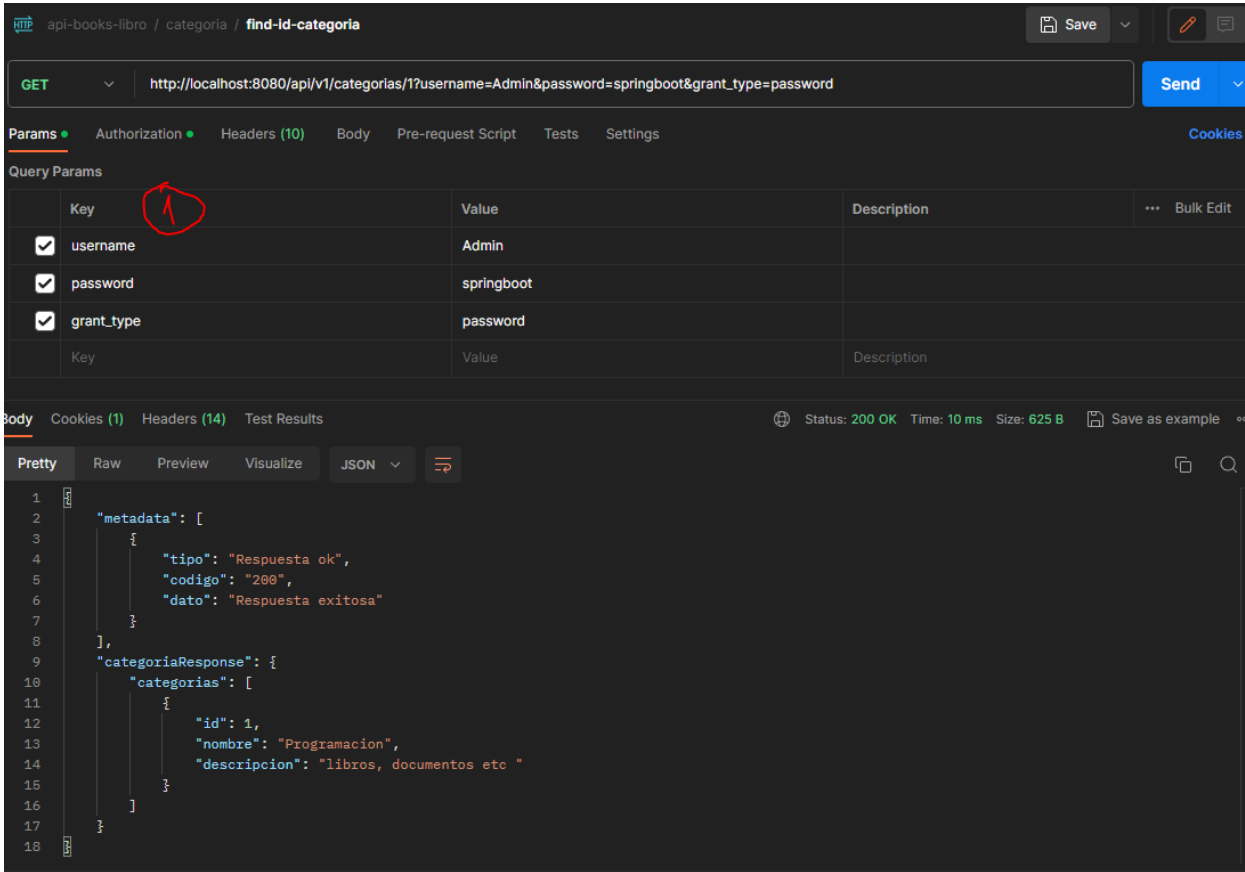 HTTP api-books-libro / categoria / find-id-categoria Save
GET http://localhost:8080/api/v1/categorias/1?username=Admin&password=springboot&grant_type=password Send
Params Authorization Headers (10) Body Pre-request Script Tests Settings Cookies
Query Params
Key 1 Value Description ••• Bulk Edit
username Admin
password springboot
grant_type password
Key Value Description
Body Cookies (1) Headers (14) Test Results Status: 200 OK Time: 10 ms Size: 625 B Save as example
Pretty Raw Preview Visualize JSON
1 {
2 "metadata": [
3 {
4 "tipo": "Respuesta ok",
5 "codigo": "200",
6 "dato": "Respuesta exitosa"
7 }
8 ],
9 "categoriaResponse": {
10 "categorias": [
11 {
12 "id": 1,
13 "nombre": "Programacion",
14 "descripcion": "libros, documentos etc "
15 }
16 ]
17 }
18 }